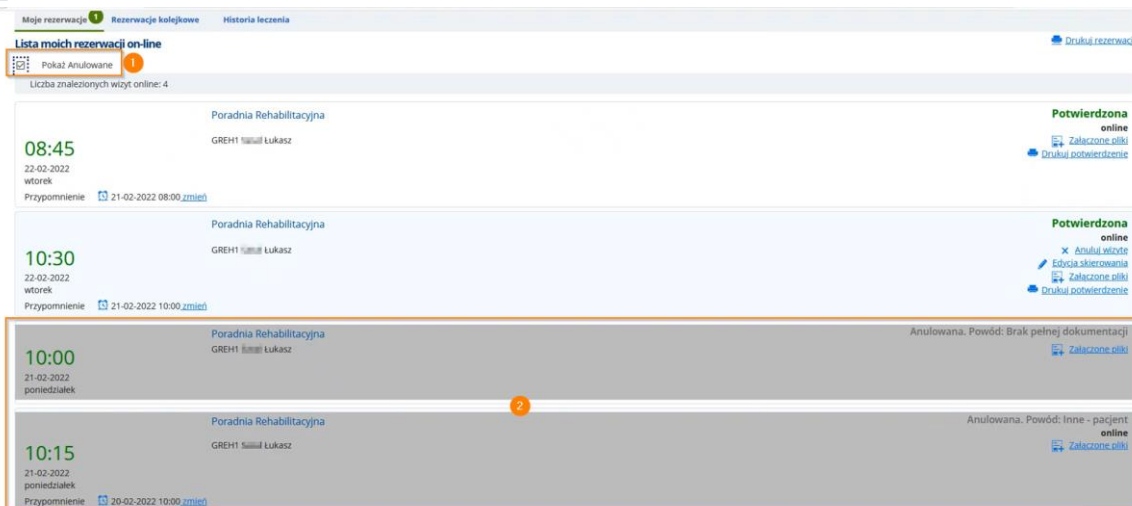 Moje rezerwacje 1 Rezerwacje kolejkowe Historia leczenia
Lista moich rezerwacji on-line Drukuj rezerwacj
Pokaż Anulowane 1
Liczba znalezionych wizyt online: 4
Poradnia Rehabilitacyjna Potwierdzona
online
GREH1 Łukasz Załaczone pliki
08:45 Drukuj potwierdzenie
22-02-2022
wtorek
Przypomnienie 21-02-2022 08:00 zmień
Poradnia Rehabilitacyjna Potwierdzona
online
GREH1 Łukasz Anuluj wizytę
10:30 Edycja skierowania
22-02-2022 Załaczone pliki
wtorek Drukuj potwierdzenie
Przypomnienie 21-02-2022 10:00 zmień
Poradnia Rehabilitacyjna Anulowana. Powód: Brak pełnej dokumentacji
GREH1 Łukasz Załaczone pliki
10:00
21-02-2022
poniedziałek
2
Poradnia Rehabilitacyjna Anulowana. Powód: Inne - pacjent
online
GREH1 Łukasz Załaczone pliki
10:15
21-02-2022
poniedziałek
Przypomnienie 20-02-2022 10:00 zmień